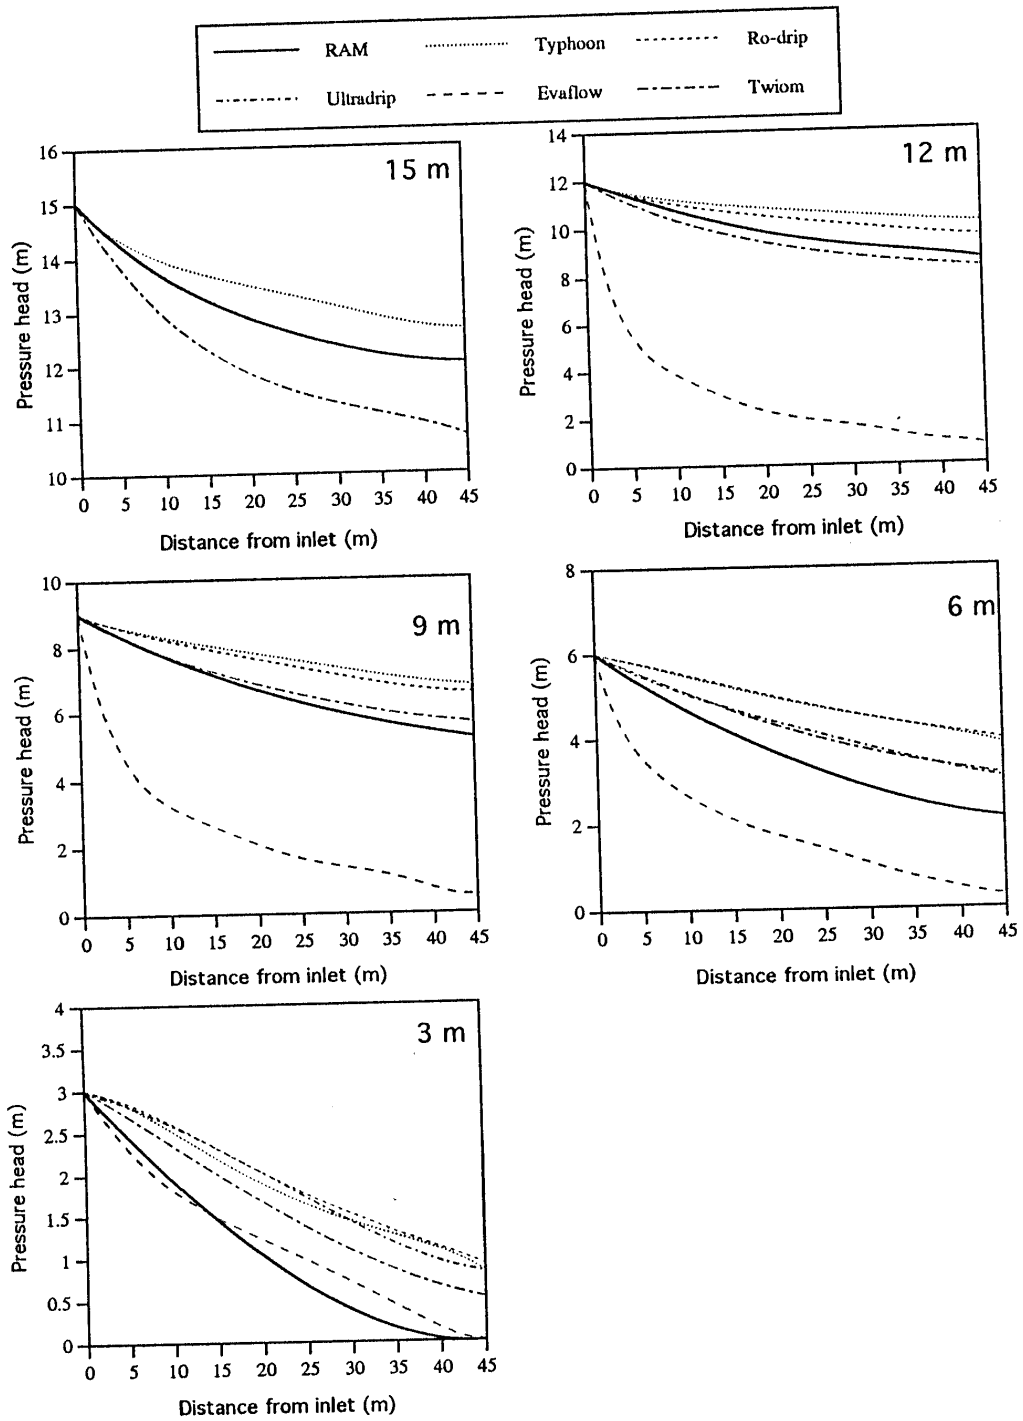 RAM Typhoon Ro-drip
Ultradrip Evaflow Twiom
16
15
14
13
12
11
10
Pressure head (m)
15 m
0 5 10 15 20 25 30 35 40 45
Distance from inlet (m)
14
12
10
8
6
4
2
0
Pressure head (m)
12 m
0 5 10 15 20 25 30 35 40 45
Distance from inlet (m)
10
8
6
4
2
0
Pressure head (m)
9 m
0 5 10 15 20 25 30 35 40 45
Distance from inlet (m)
8
6
4
2
0
Pressure head (m)
6 m
0 5 10 15 20 25 30 35 40 45
Distance from inlet (m)
4
3.5
3
2.5
2
1.5
1
0.5
0
Pressure head (m)
3 m
0 5 10 15 20 25 30 35 40 45
Distance from inlet (m)